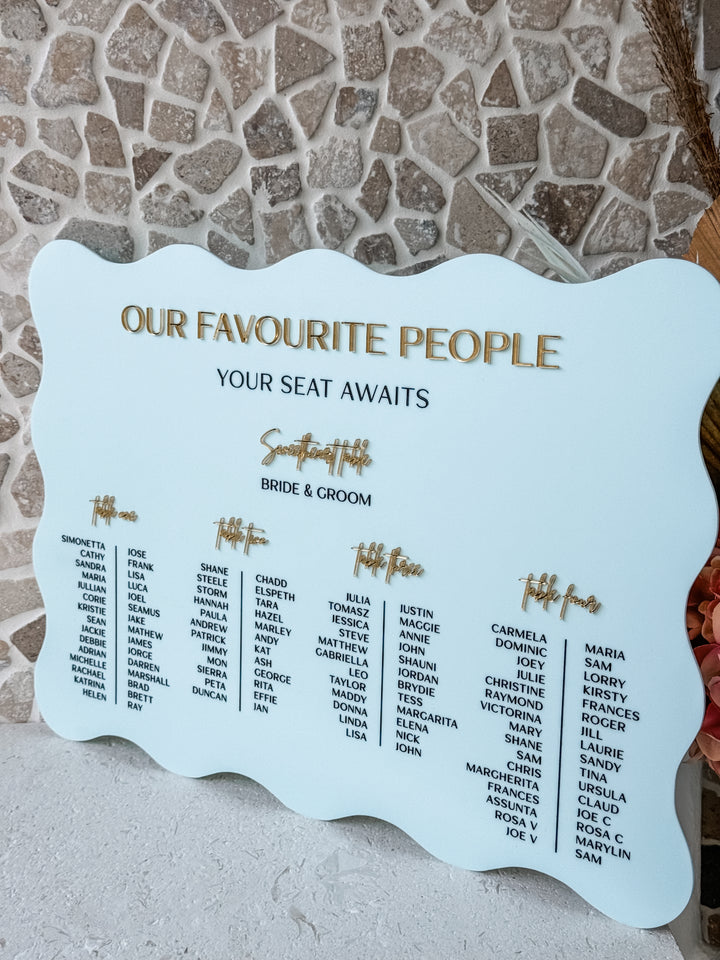 OUR FAVOURITE PEOPLE
YOUR SEAT AWAITS
Sweetheart table
BRIDE & GROOM
table one
SIMONETTA
CATHY
SANDRA
MARIA
JULLIAN
CORIE
KRISTIE
SEAN
JACKIE
DEBBIE
ADRIAN
MICHELLE
RACHAEL
KATRINA
HELEN
JOSE
FRANK
LISA
LUCA
JOEL
SEAMUS
JAKE
MATHEW
JAMES
JORGE
DARREN
MARSHALL
BRAD
BRETT
RAY
table two
SHANE
STEELE
STORM
HANNAH
PAULA
ANDREW
PATRICK
JIMMY
MON
SIERRA
PETA
DUNCAN
CHADD
ELSPETH
TARA
HAZEL
MARLEY
ANDY
KAT
ASH
GEORGE
RITA
EFFIE
IAN
table three
JULIA
TOMASZ
JESSICA
STEVE
MATTHEW
GABRIELLA
LEO
TAYLOR
MADDY
DONNA
LINDA
LISA
JUSTIN
MAGGIE
ANNIE
JOHN
SHAUNI
JORDAN
BRYDIE
TESS
MARGARITA
ELENA
NICK
JOHN
table four
CARMELA
DOMINIC
JOEY
JULIE
CHRISTINE
RAYMOND
VICTORINA
MARY
SHANE
SAM
CHRIS
MARGHERITA
FRANCES
ASSUNTA
ROSA V
JOE V
MARIA
SAM
LORRY
KIRSTY
FRANCES
ROGER
JILL
LAURIE
SANDY
TINA
URSULA
CLAUD
JOE C
ROSA C
MARYLIN
SAM